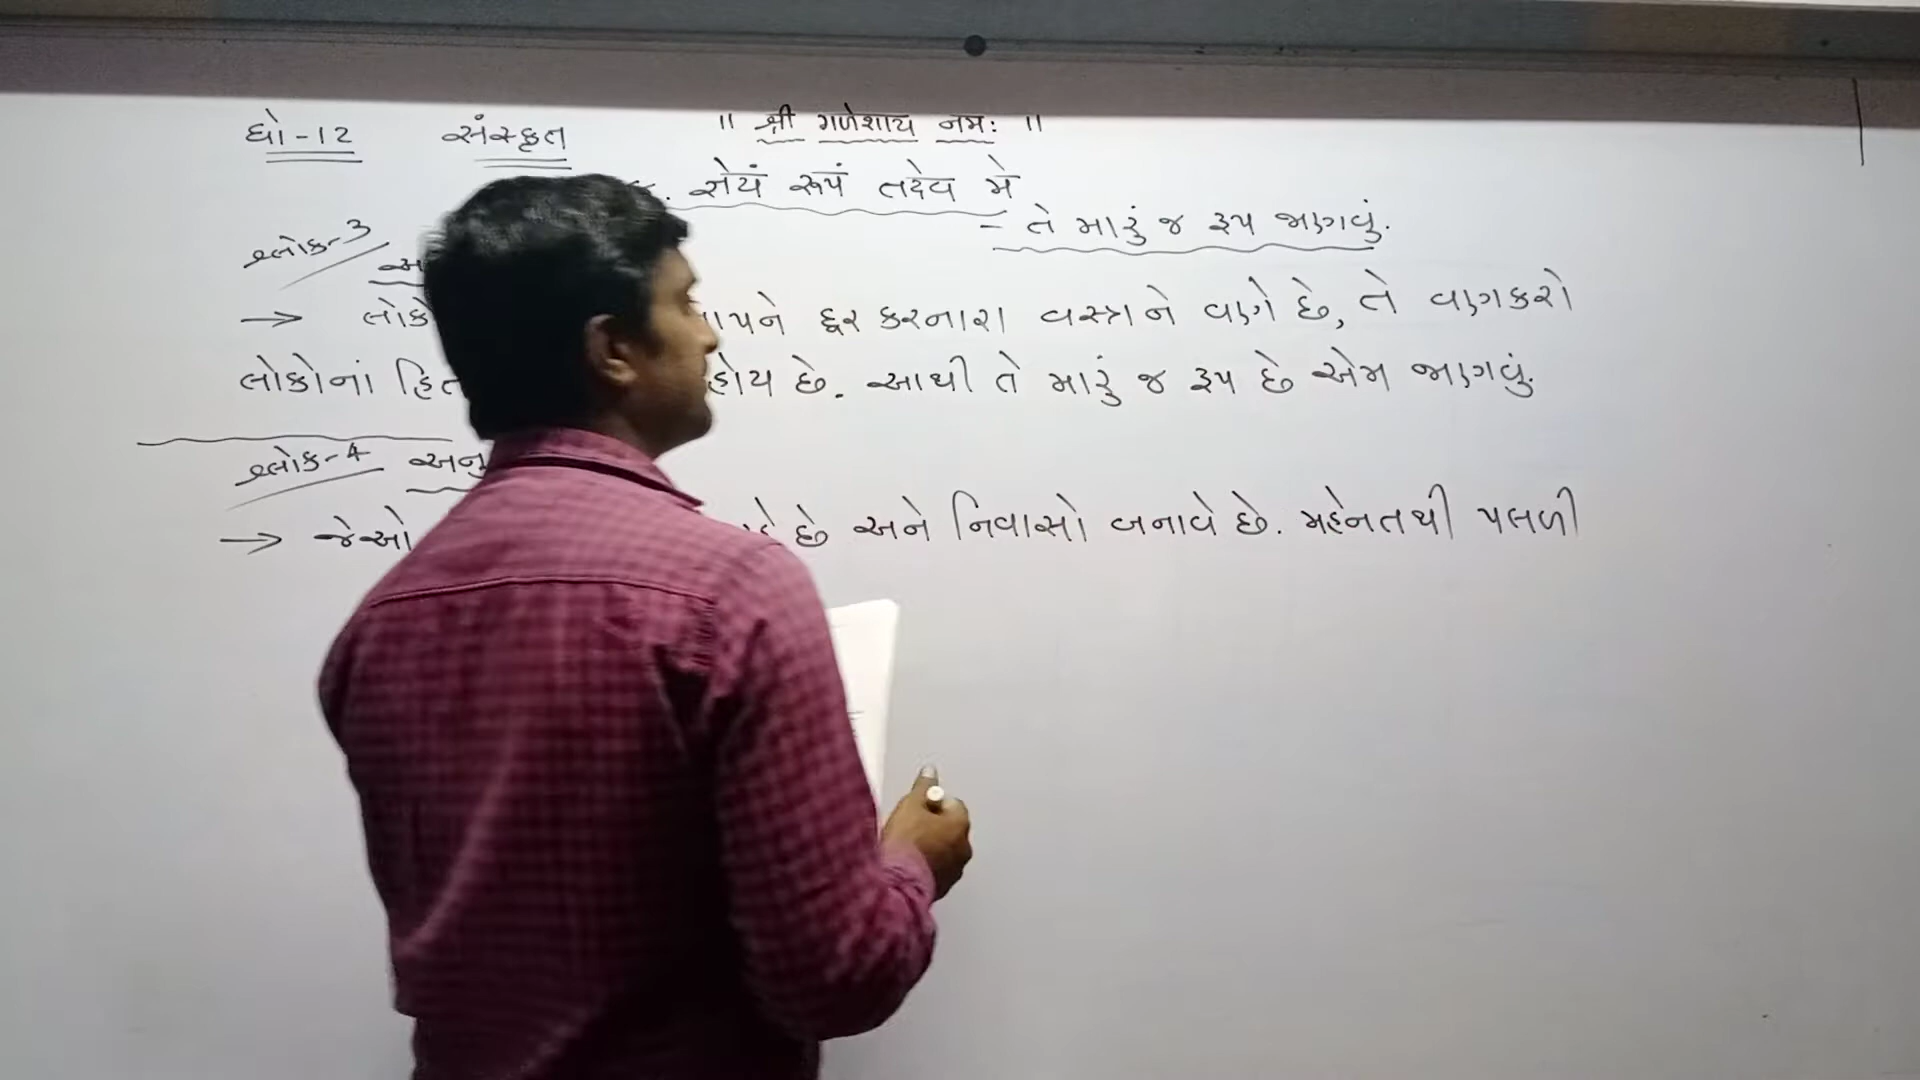 ધો-12 સંસ્કૃત ॥ શ્રી ગણેશાય નમઃ ॥
જ્ઞેયં રૂપં તદેવ મે
- તે મારું જ રૂપ જાણવું.
શ્લોક-3
→ દૂર કરનારા વસ્ત્રને વણે છે, તે વણકરો
લોકોનાં હોય છે. આથી તે મારું જ રૂપ છે એમ જાણવું.
શ્લોક-4
→ જેઓ છે અને નિવાસો બનાવે છે. મહેનતથી પલળી